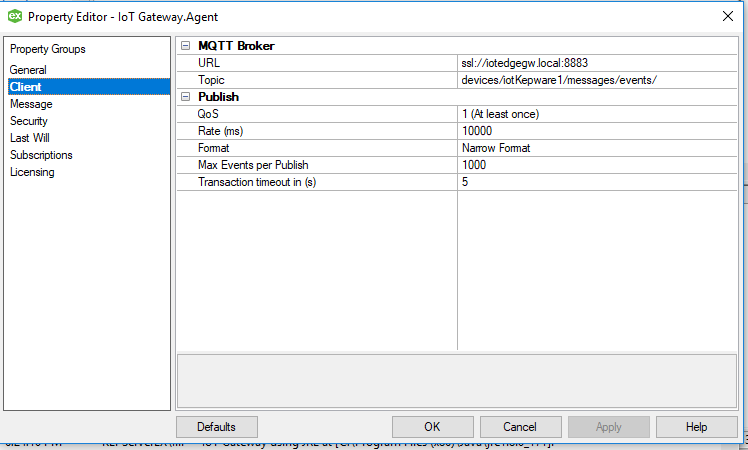 Property Editor - IoT Gateway.Agent
Property Groups
General
Client
Message
Security
Last Will
Subscriptions
Licensing
MQTT Broker
URL ssl://iotedgegw.local:8883
Topic devices/iotKepware1/messages/events/
Publish
QoS 1 (At least once)
Rate (ms) 10000
Format Narrow Format
Max Events per Publish 1000
Transaction timeout in (s) 5
Defaults OK Cancel Apply Help